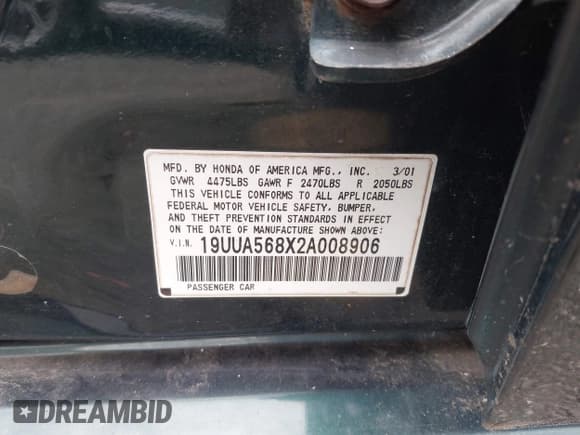 MFD. BY HONDA OF AMERICA MFG., INC. 3/01
GVWR 4475LBS GAWR F 2470LBS R 2050LBS
THIS VEHICLE CONFORMS TO ALL APPLICABLE
FEDERAL MOTOR VEHICLE SAFETY, BUMPER,
AND THEFT PREVENTION STANDARDS IN EFFECT
ON THE DATE OF MANUFACTURE SHOWN ABOVE:
V.I.N. 19UUA568X2A008906
PASSENGER CAR
DREAMBID